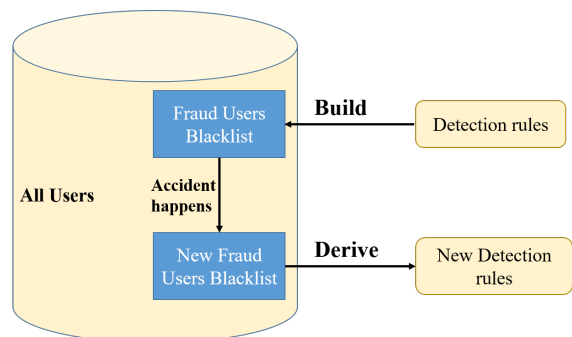 Fraud Users
Blacklist
Build
Detection rules
All Users
Accident
happens
New Fraud
Users Blacklist
Derive
New Detection
rules